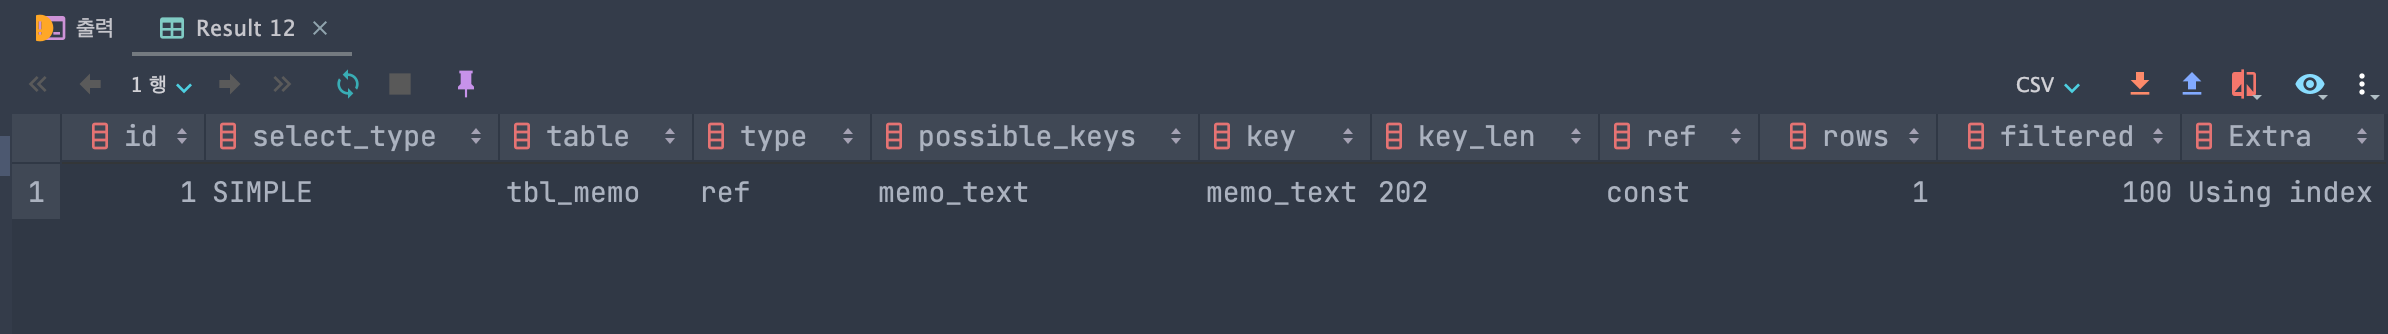 출력 Result 12
1 행 CSV
id select_type table type possible_keys key key_len ref rows filtered Extra
1 1 SIMPLE tbl_memo ref memo_text memo_text 202 const 1 100 Using index